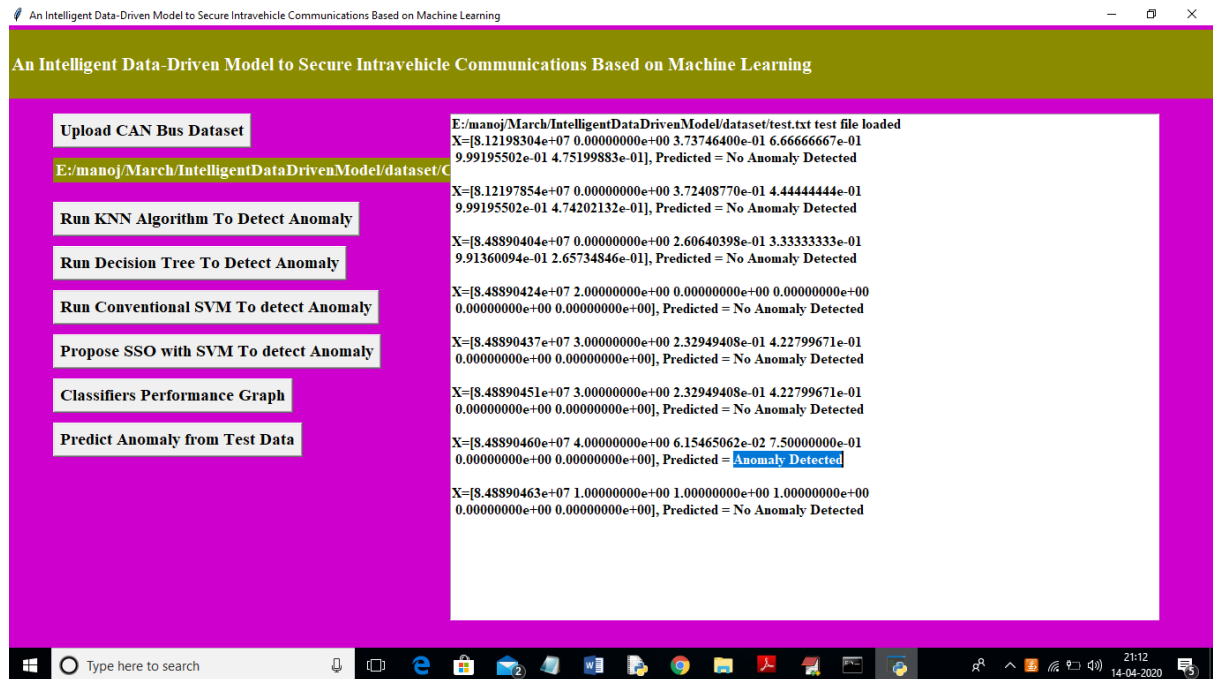 An Intelligent Data-Driven Model to Secure Intravehicle Communications Based on Machine Learning
An Intelligent Data-Driven Model to Secure Intravehicle Communications Based on Machine Learning
Upload CAN Bus Dataset
E:/manoj/March/IntelligentDataDrivenModel/dataset/C
Run KNN Algorithm To Detect Anomaly
Run Decision Tree To Detect Anomaly
Run Conventional SVM To detect Anomaly
Propose SSO with SVM To detect Anomaly
Classifiers Performance Graph
Predict Anomaly from Test Data
E:/manoj/March/IntelligentDataDrivenModel/dataset/test.txt test file loaded
X=[8.12198304e+07 0.00000000e+00 3.73746400e-01 6.66666667e-01
9.99195502e-01 4.75199883e-01], Predicted = No Anomaly Detected
X=[8.12197854e+07 0.00000000e+00 3.72408770e-01 4.44444444e-01
9.99195502e-01 4.74202132e-01], Predicted = No Anomaly Detected
X=[8.48890404e+07 0.00000000e+00 2.60640398e-01 3.33333333e-01
9.91360094e-01 2.65734846e-01], Predicted = No Anomaly Detected
X=[8.48890424e+07 2.00000000e+00 0.00000000e+00 0.00000000e+00
0.00000000e+00 0.00000000e+00], Predicted = No Anomaly Detected
X=[8.48890437e+07 3.00000000e+00 2.32949408e-01 4.22799671e-01
0.00000000e+00 0.00000000e+00], Predicted = No Anomaly Detected
X=[8.48890451e+07 3.00000000e+00 2.32949408e-01 4.22799671e-01
0.00000000e+00 0.00000000e+00], Predicted = No Anomaly Detected
X=[8.48890460e+07 4.00000000e+00 6.15465062e-02 7.50000000e-01
0.00000000e+00 0.00000000e+00], Predicted = Anomaly Detected
X=[8.48890463e+07 1.00000000e+00 1.00000000e+00 1.00000000e+00
0.00000000e+00 0.00000000e+00], Predicted = No Anomaly Detected
Type here to search
2
21:12
14-04-2020
5